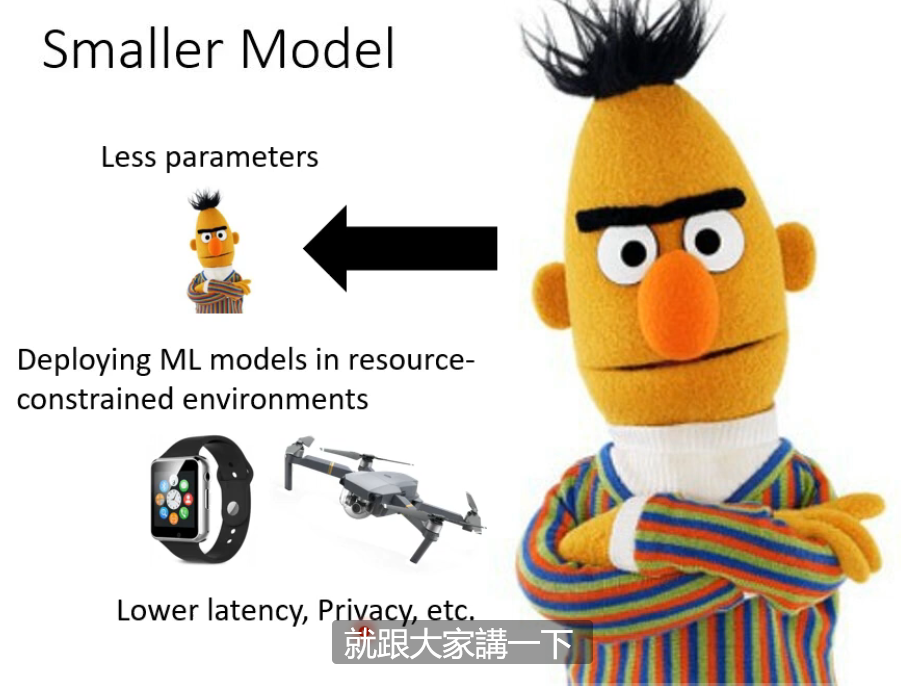 Smaller Model
Less parameters
Deploying ML models in resource-
constrained environments
Lower latency, Privacy, etc.
就跟大家講一下